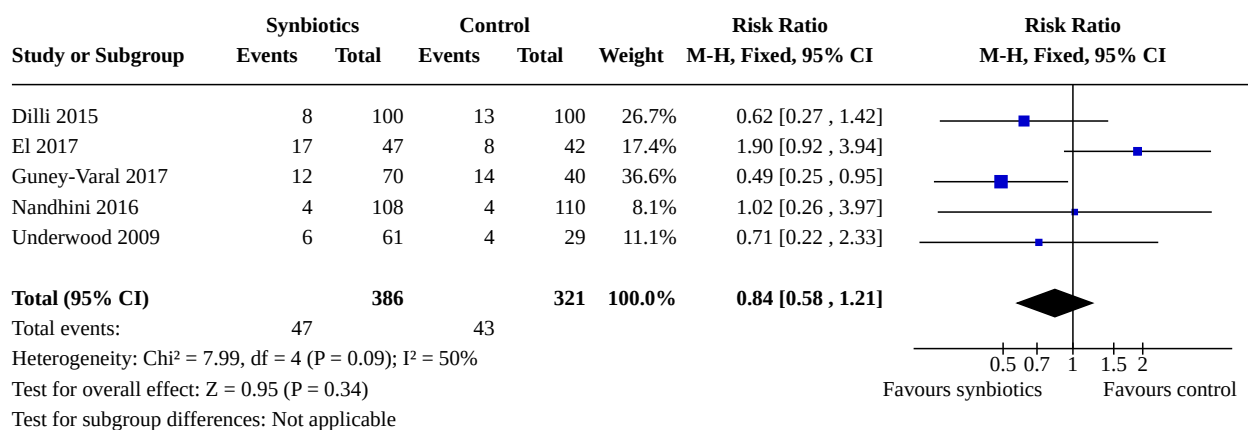 Synbiotics Control Risk Ratio Risk Ratio
Study or Subgroup Events Total Events Total Weight M-H, Fixed, 95% CI M-H, Fixed, 95% CI
Dilli 2015 8 100 13 100 26.7% 0.62 [0.27 , 1.42]
El 2017 17 47 8 42 17.4% 1.90 [0.92 , 3.94]
Guney-Varal 2017 12 70 14 40 36.6% 0.49 [0.25 , 0.95]
Nandhini 2016 4 108 4 110 8.1% 1.02 [0.26 , 3.97]
Underwood 2009 6 61 4 29 11.1% 0.71 [0.22 , 2.33]
Total (95% CI) 386 321 100.0% 0.84 [0.58 , 1.21]
Total events: 47 43
Heterogeneity: Chi² = 7.99, df = 4 (P = 0.09); I² = 50%
0.5 0.7 1 1.5 2
Test for overall effect: Z = 0.95 (P = 0.34)
Favours synbiotics Favours control
Test for subgroup differences: Not applicable